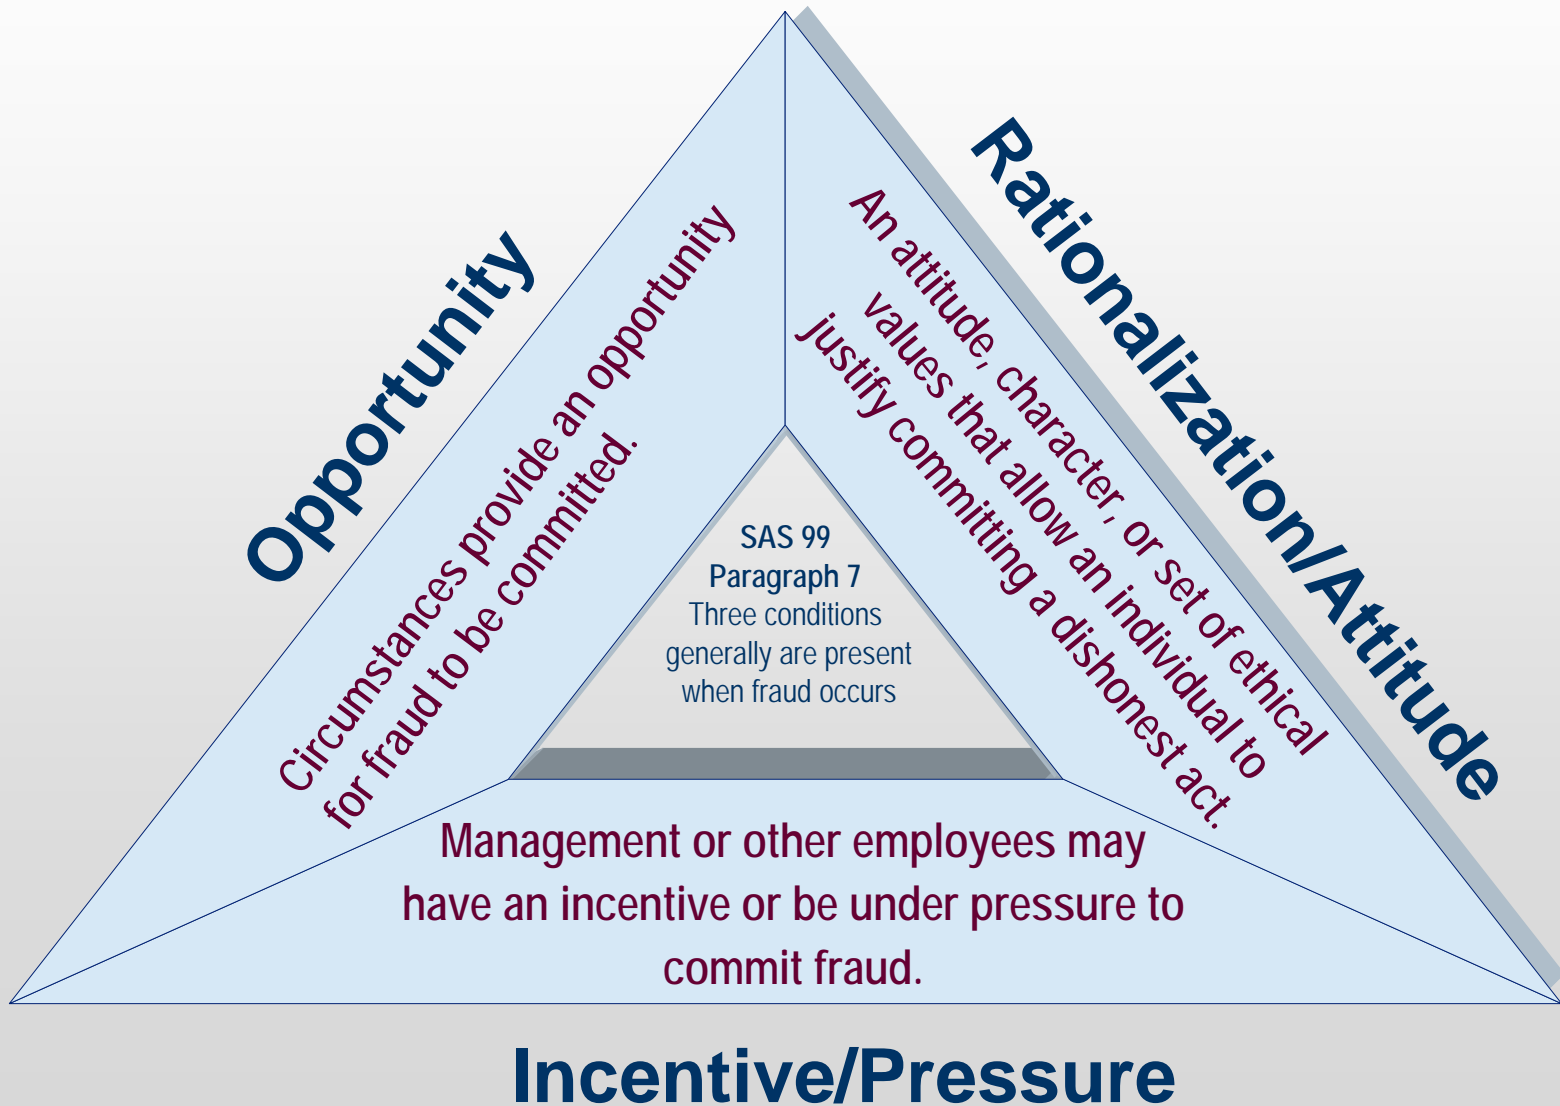 Opportunity
Circumstances provide an opportunity
for fraud to be committed.
Rationalization/Attitude
An attitude, character, or set of ethical
values that allow an individual to
justify committing a dishonest act.
SAS 99
Paragraph 7
Three conditions
generally are present
when fraud occurs
Management or other employees may
have an incentive or be under pressure to
commit fraud.
Incentive/Pressure